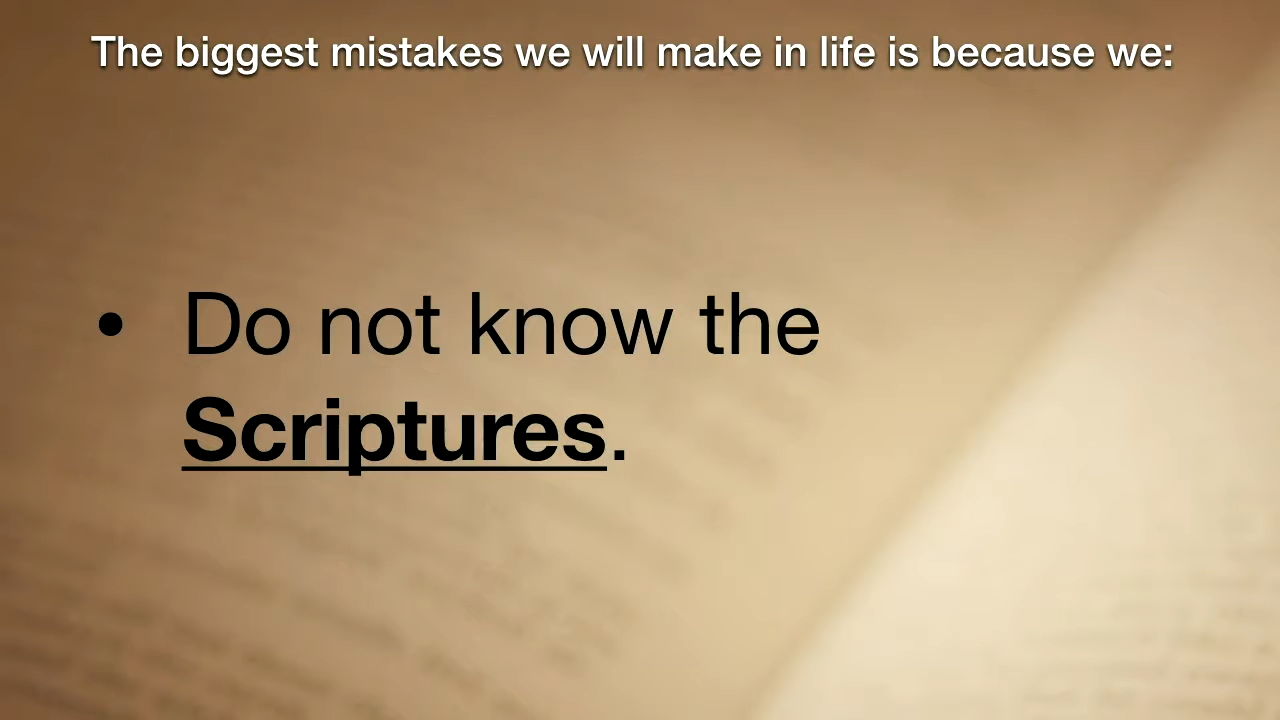 The biggest mistakes we will make in life is because we:
• Do not know the
Scriptures.